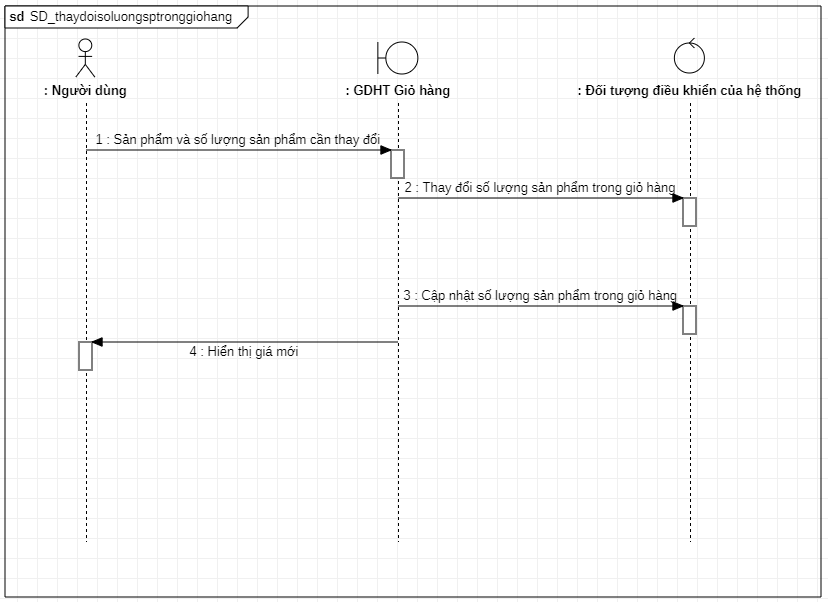 sd SD_thaydoisoluongsptronggiohang
: Người dùng
: GDHT Giỏ hàng
: Đối tượng điều khiển của hệ thống
1 : Sản phẩm và số lượng sản phẩm cần thay đổi
2 : Thay đổi số lượng sản phẩm trong giỏ hàng
3 : Cập nhật số lượng sản phẩm trong giỏ hàng
4 : Hiển thị giá mới